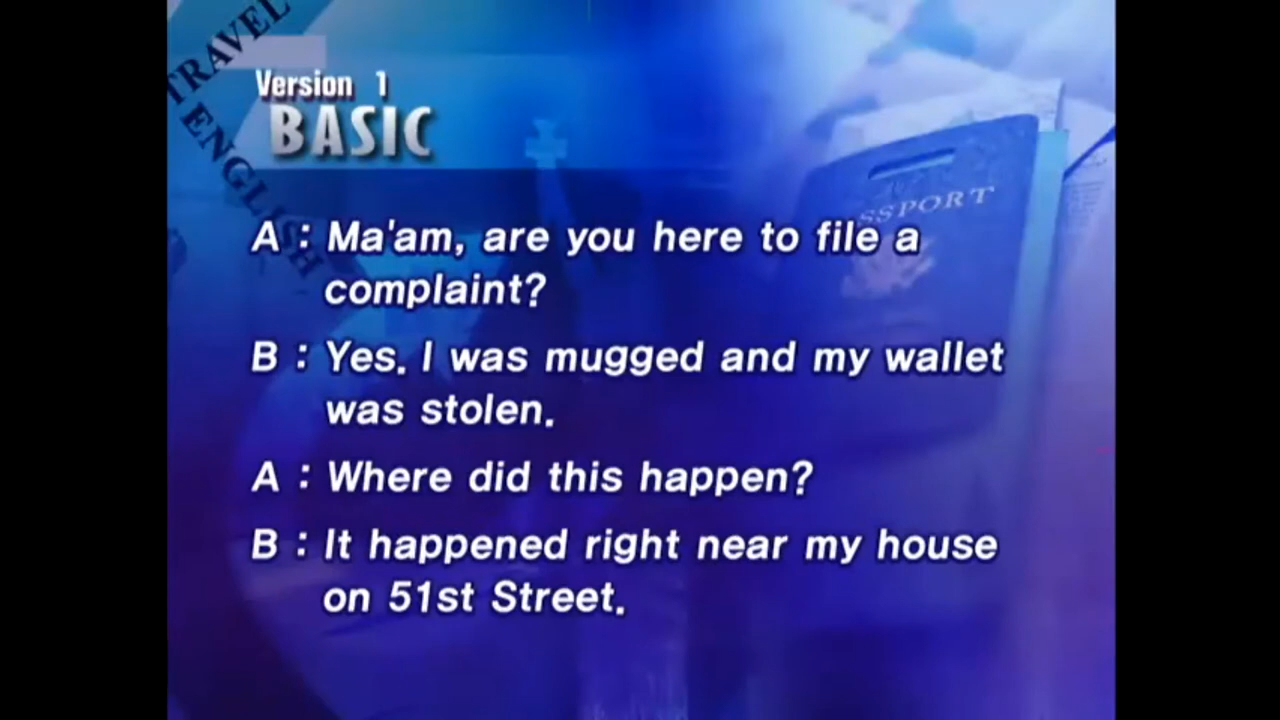 TRAVEL
ENGLISH
Version 1
BASIC
SSPORT
A : Ma'am, are you here to file a
complaint?
B : Yes. I was mugged and my wallet
was stolen.
A : Where did this happen?
B : It happened right near my house
on 51st Street.